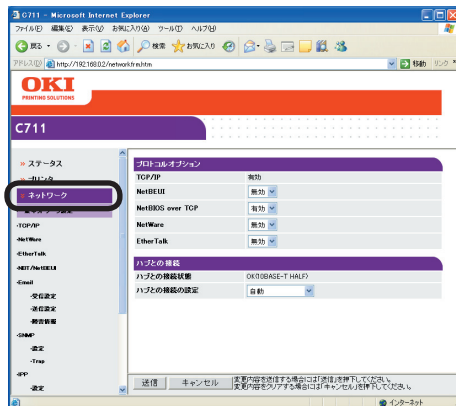 C711 - Microsoft Internet Explorer
ファイル(F) 編集(E) 表示(V) お気に入り(A) ツール(T) ヘルプ(H)
戻る 検索 お気に入り
アドレス(D) http://192.168.0.2/networkfrm.htm 移動 リンク
OKI
PRINTING SOLUTIONS
C711
» ステータス
» プリンタ
» ネットワーク
-TCP/IP
-NetWare
-EtherTalk
-NBT/NetBEUI
-Email
-受信設定
-送信設定
-障害情報
-SNMP
-設定
-Trap
-IPP
-設定
プロトコルオプション
TCP/IP 有効
NetBEUI 無効
NetBIOS over TCP 有効
NetWare 無効
EtherTalk 無効
ハブとの接続
ハブとの接続状態 OK(10BASE-T HALF)
ハブとの接続の設定 自動
送信 キャンセル
変更内容を送信する場合には「送信」を押下してください。
変更内容をクリアする場合には「キャンセル」を押下してください。
インターネット